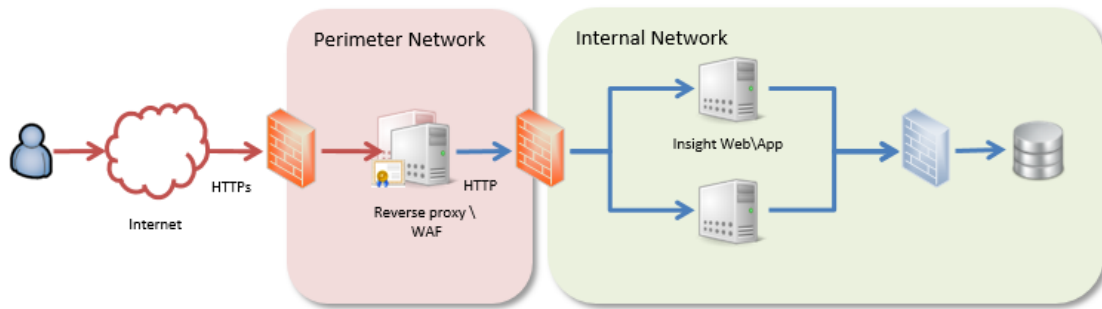 Perimeter Network
Internal Network
HTTPs
Internet
HTTP
Reverse proxy \
WAF
Insight Web\App